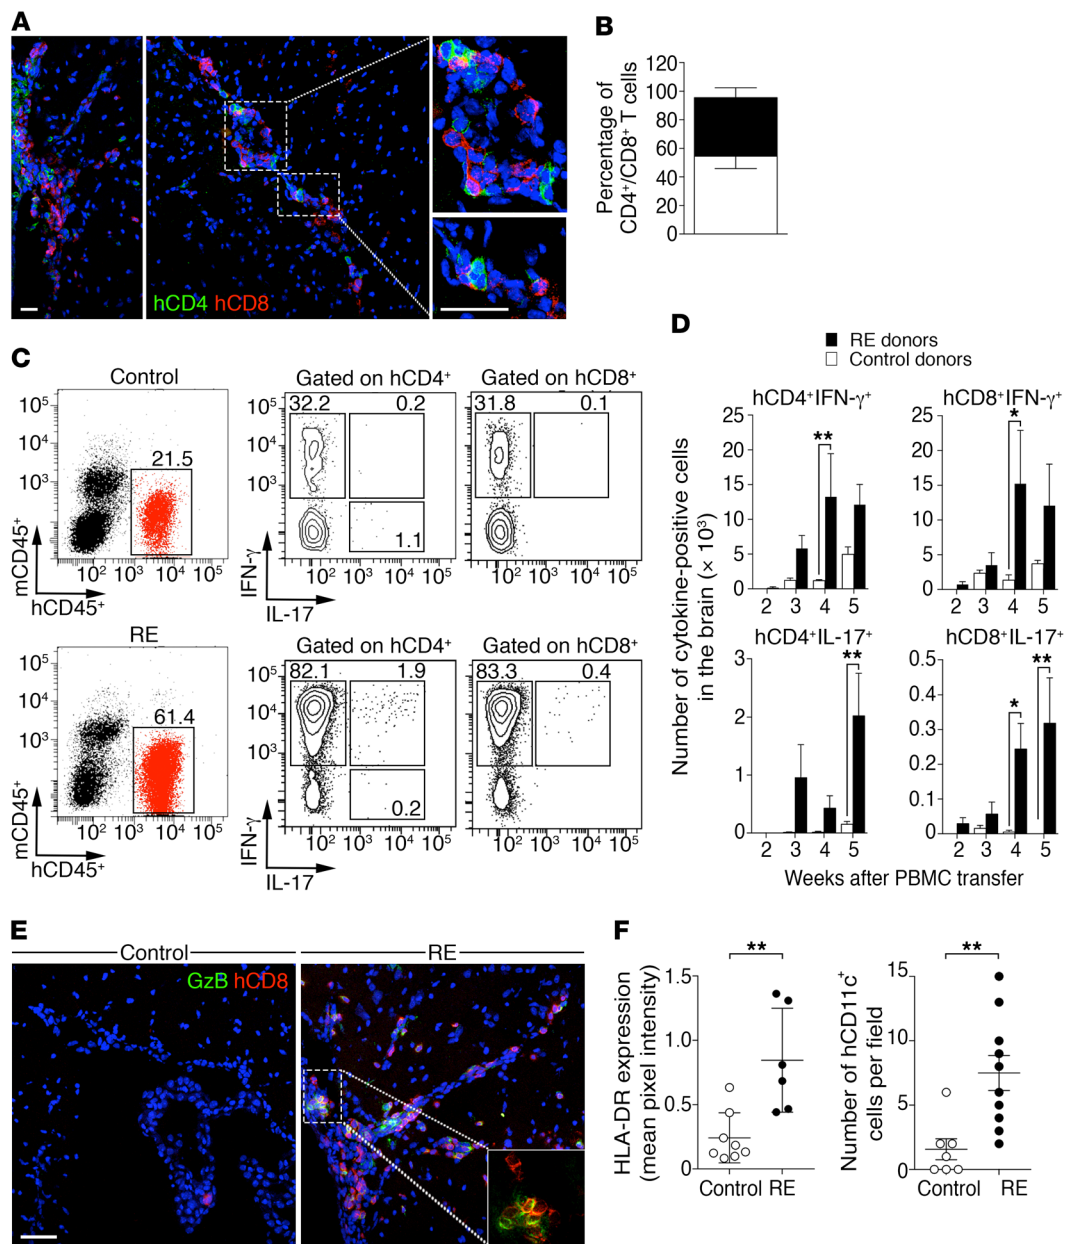 A
hCD4 hCD8
B
Percentage of
CD4⁺/CD8⁺ T cells
120
100
80
60
40
20
0
C
Control
10⁵
10⁴
10³
21.5
10² 10³ 10⁴ 10⁵
mCD45⁺
hCD45⁺
Gated on hCD4⁺
32.2 0.2
10⁵
10⁴
10³
1.1
10² 10³ 10⁴ 10⁵
IFN-γ
IL-17
Gated on hCD8⁺
31.8 0.1
10² 10³ 10⁴ 10⁵
RE
10⁵
10⁴
10³
61.4
10² 10³ 10⁴ 10⁵
mCD45⁺
hCD45⁺
Gated on hCD4⁺
82.1 1.9
10⁵
10⁴
10³
0.2
10² 10³ 10⁴ 10⁵
IFN-γ
IL-17
Gated on hCD8⁺
83.3 0.4
10² 10³ 10⁴ 10⁵
D
RE donors
Control donors
Number of cytokine-positive cells
in the brain (× 10³)
hCD4⁺IFN-γ⁺
25
20
15
10
5
0
**
2 3 4 5
hCD8⁺IFN-γ⁺
25
20
15
10
5
0
*
2 3 4 5
hCD4⁺IL-17⁺
3
2
1
0
**
2 3 4 5
hCD8⁺IL-17⁺
0.5
0.4
0.3
0.2
0.1
0
* **
2 3 4 5
Weeks after PBMC transfer
E
Control
GzB hCD8
RE
F
HLA-DR expression
(mean pixel intensity)
**
1.5
1.0
0.5
0
Control RE
Number of hCD11c⁺
cells per field
**
15
10
5
0
Control RE